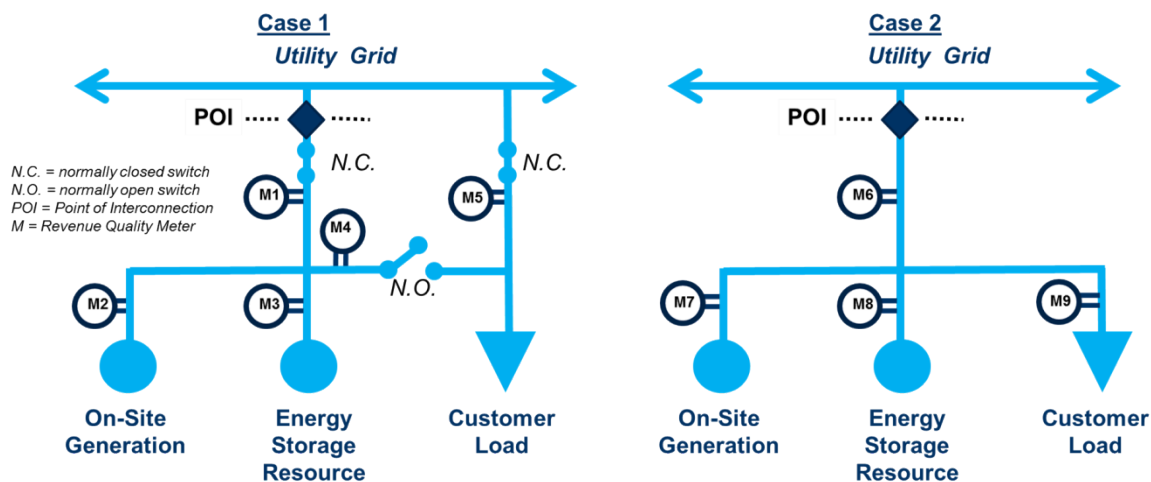 Case 1
Utility Grid
POI
N.C.
N.C.
N.C. = normally closed switch
N.O. = normally open switch
POI = Point of Interconnection
M = Revenue Quality Meter
M1
M5
M4
N.O.
M2
M3
On-Site
Generation
Energy
Storage
Resource
Customer
Load
Case 2
Utility Grid
POI
M6
M7
M8
M9
On-Site
Generation
Energy
Storage
Resource
Customer
Load